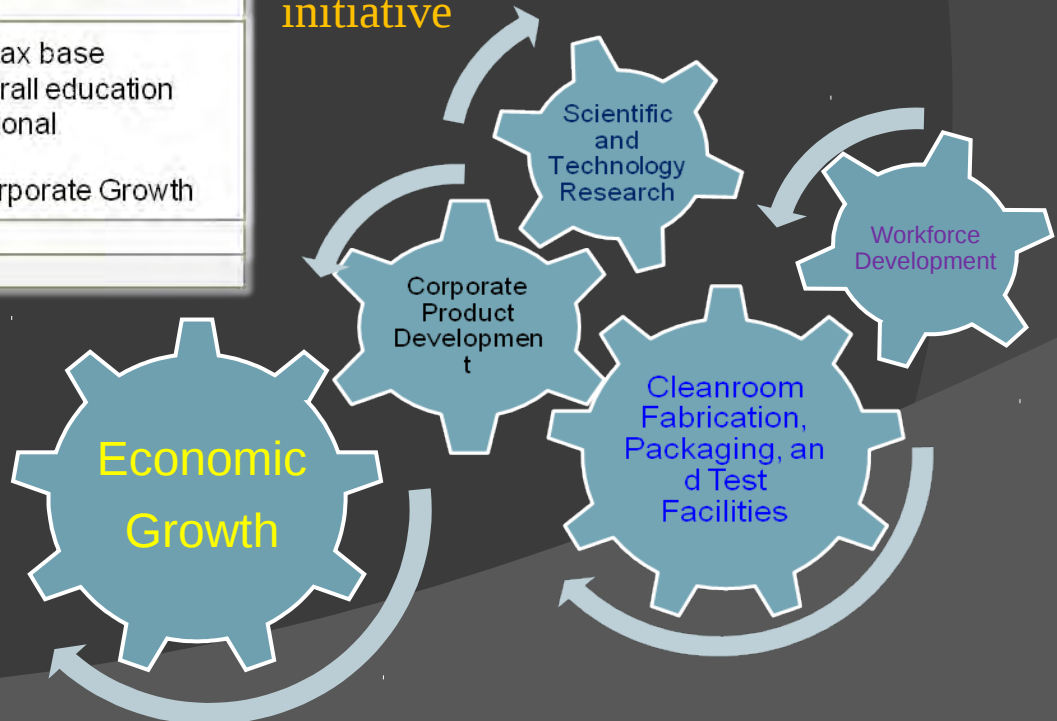 initiative
ax base
rall education
ional
rporate Growth
Scientific
and
Technology
Research
Workforce
Development
Corporate
Product
Developmen
t
Cleanroom
Fabrication,
Packaging, an
d Test
Facilities
Economic
Growth